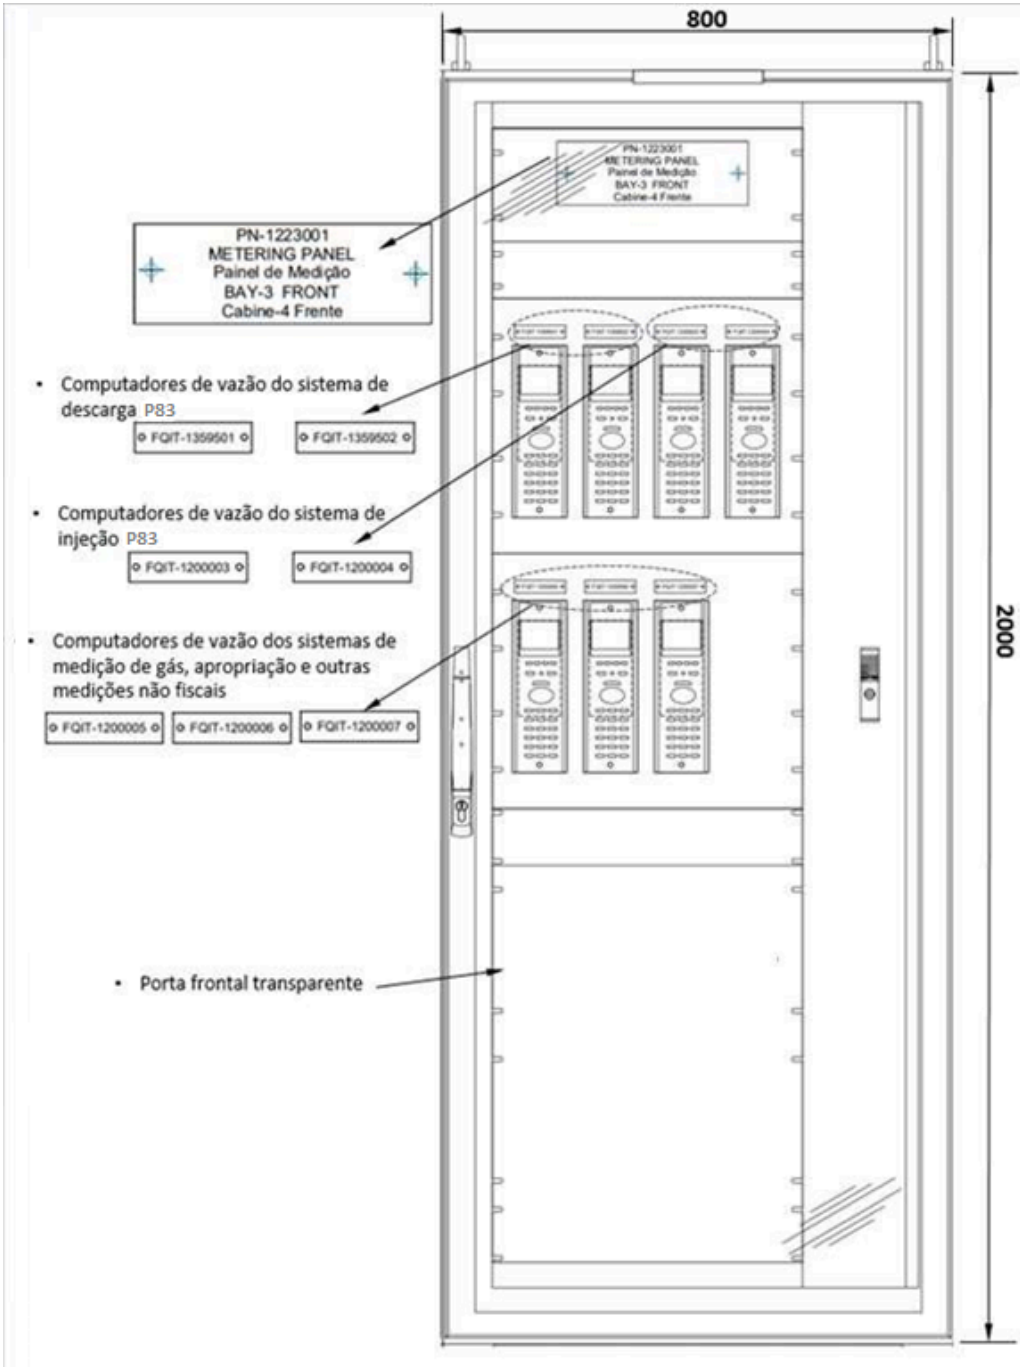 800
PN-1223001
METERING PANEL
Painel de Medição
BAY-3 FRONT
Cabine-4 Frente
PN-1223001
METERING PANEL
Painel de Medição
BAY-3 FRONT
Cabine-4 Frente
• Computadores de vazão do sistema de
descarga P83
FQIT-1359501 FQIT-1359502
• Computadores de vazão do sistema de
injeção P83
FQIT-1200003 FQIT-1200004
• Computadores de vazão dos sistemas de
medição de gás, apropriação e outras
medições não fiscais
FQIT-1200005 FQIT-1200006 FQIT-1200007
2000
• Porta frontal transparente